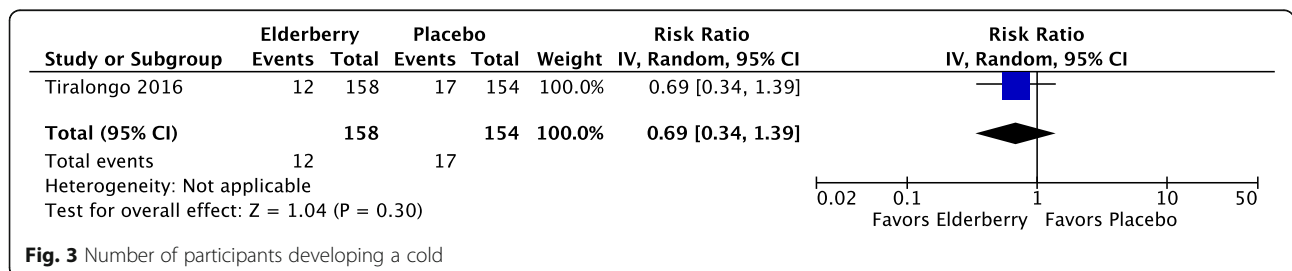 Elderberry Placebo Risk Ratio Risk Ratio
Study or Subgroup Events Total Events Total Weight IV, Random, 95% CI IV, Random, 95% CI
Tiralongo 2016 12 158 17 154 100.0% 0.69 [0.34, 1.39]
Total (95% CI) 158 154 100.0% 0.69 [0.34, 1.39]
Total events 12 17
Heterogeneity: Not applicable
Test for overall effect: Z = 1.04 (P = 0.30)
0.02 0.1 1 10 50
Favors Elderberry Favors Placebo
Fig. 3 Number of participants developing a cold